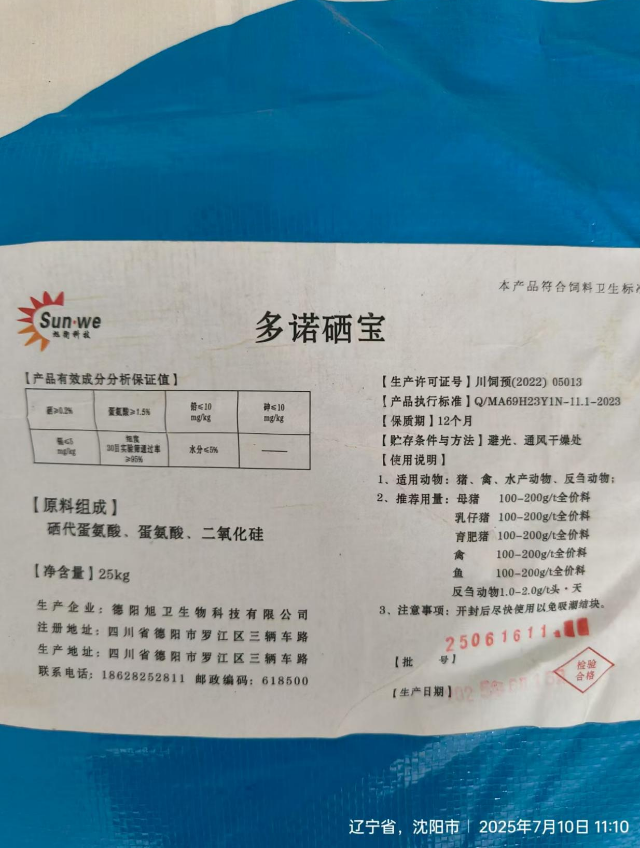 本产品符合饲料卫生标准
Sun·we
旭卫科技
多诺硒宝
【产品有效成分分析保证值】
硒≥0.2% 蛋氨酸≥1.5% 铅≤10 mg/kg 砷≤10 mg/kg
镉≤5 mg/kg 细度 实验筛通过率 ≥95% 水分≤5% ——
【原料组成】
硒代蛋氨酸、蛋氨酸、二氧化硅
【净含量】25kg
生产企业：德阳旭卫生物科技有限公司
注册地址：四川省德阳市罗江区三辆车路
生产地址：四川省德阳市罗江区三辆车路
联系电话：18628252811 邮政编码：618500
【生产许可证号】川饲预(2022) 05013
【产品执行标准】Q/MA69H23Y1N-11.1-2023
【保质期】12个月
【贮存条件与方法】避光、通风干燥处
【使用说明】
1、适用动物：猪、禽、水产动物、反刍动物；
2、推荐用量：母猪 100-200g/t全价料
乳仔猪 100-200g/t全价料
育肥猪 100-200g/t全价料
禽 100-200g/t全价料
鱼 100-200g/t全价料
反刍动物1.0-2.0g/t头·天
3、注意事项：开封后尽快使用以免吸潮结块。
25061611
【批 号】
【生产日期】
检验
合格
辽宁省，沈阳市 | 2025年7月10日 11:10